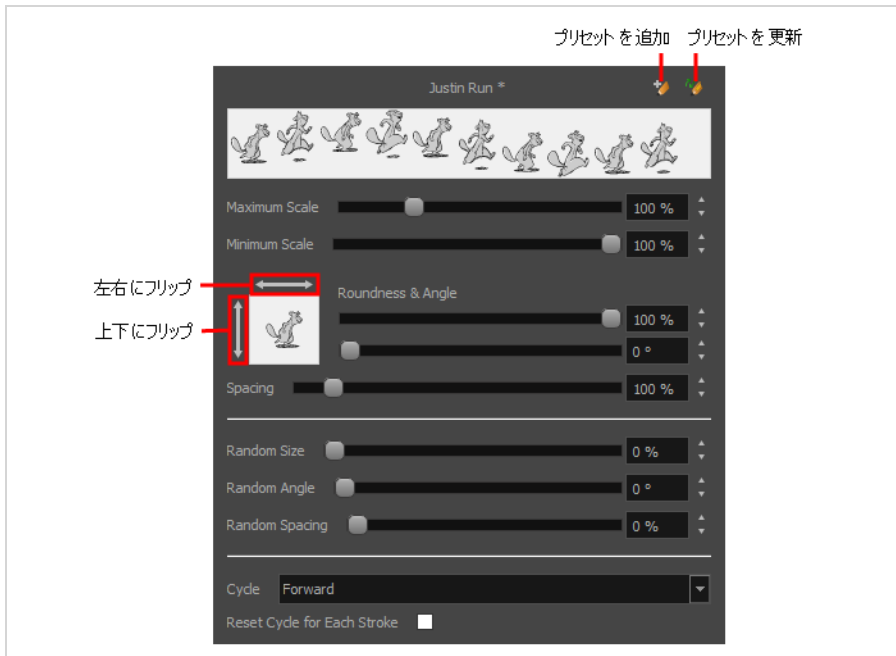 プリセットを追加 プリセットを更新
Justin Run *
Maximum Scale 100 %
Minimum Scale 100 %
左右にフリップ
上下にフリップ
Roundness & Angle
100 %
0 °
Spacing 100 %
Random Size 0 %
Random Angle 0 °
Random Spacing 0 %
Cycle Forward
Reset Cycle for Each Stroke